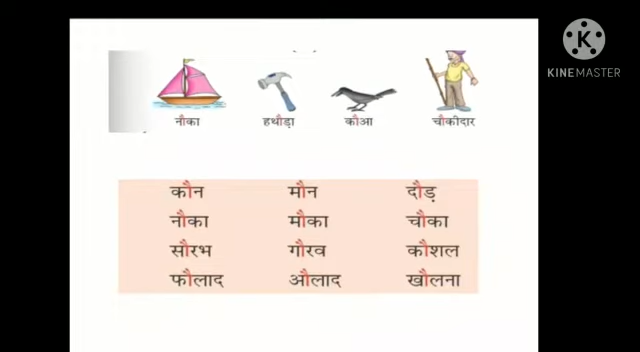 KINEMASTER
नौका हथौड़ा कौआ चौकीदार
कौन मौन दौड़
नौका मौका चौका
सौरभ गौरव कौशल
फौलाद औलाद खौलना